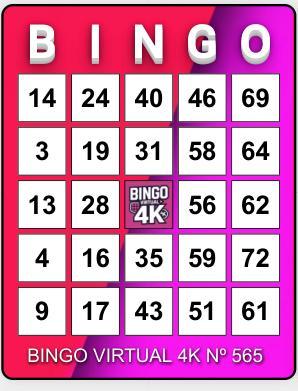 B I N G O
14 24 40 46 69
3 19 31 58 64
13 28 BINGO VIRTUAL 4K 56 62
4 16 35 59 72
9 17 43 51 61
BINGO VIRTUAL 4K Nº 565